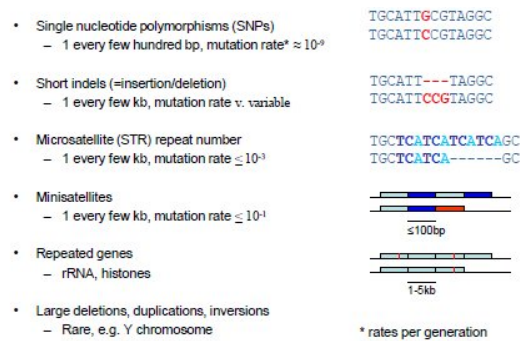 • Single nucleotide polymorphisms (SNPs)
– 1 every few hundred bp, mutation rate* ≈ 10⁻⁹
TGCATTGCGTAGGC
TGCATTCCGTAGGC
• Short indels (=insertion/deletion)
– 1 every few kb, mutation rate v. variable
TGCATT---TAGGC
TGCATTCCGTAGGC
• Microsatellite (STR) repeat number
– 1 every few kb, mutation rate ≤ 10⁻³
TGCTCATCATCATCAGC
TGCTCATCA------GC
• Minisatellites
– 1 every few kb, mutation rate ≤ 10⁻¹
≤100bp
• Repeated genes
– rRNA, histones
1-5kb
• Large deletions, duplications, inversions
– Rare, e.g. Y chromosome
* rates per generation